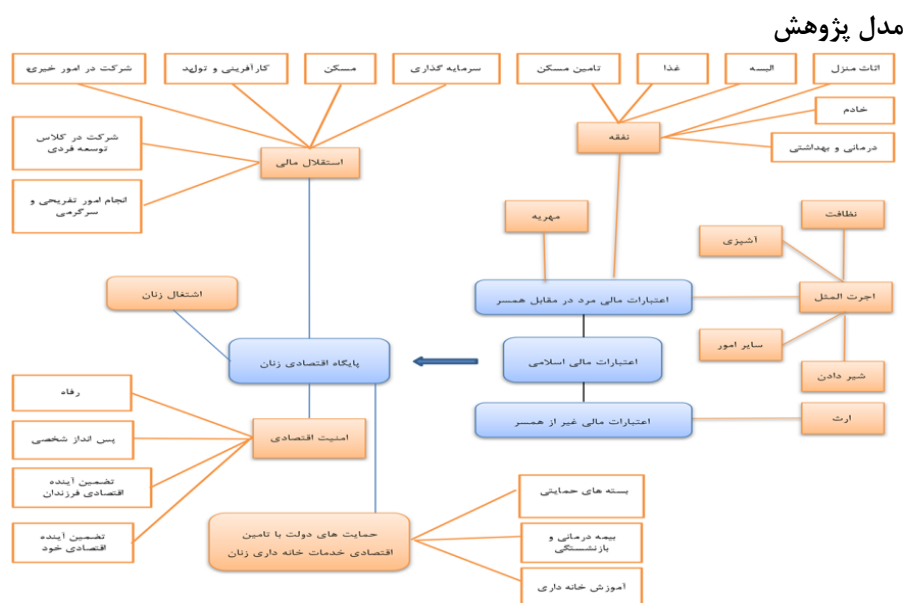 مدل پژوهش
اثاث منزل
البسه
غذا
تامین مسکن
سرمایه گذاری
مسکن
کارآفرینی و تولید
شرکت در امور خیریه
خادم
درمانی و بهداشتی
نفقه
استقلال مالی
شرکت در کلاس
توسعه فردی
انجام امور تفریحی و
سرگرمی
مهریه
نظافت
آشپزی
اجرت المثل
سایر امور
شیر دادن
اعتبارات مالی مرد در مقابل همسر
اشتغال زنان
اعتبارات مالی اسلامی
پایگاه اقتصادی زنان
اعتبارات مالی غیر از همسر
ارث
امنیت اقتصادی
رفاه
پس انداز شخصی
تضمین آینده
اقتصادی فرزندان
تضمین آینده
اقتصادی خود
حمایت های دولت با تامین
اقتصادی خدمات خانه داری زنان
بسته های حمایتی
بیمه درمانی و
بازنشستگی
آموزش خانه داری